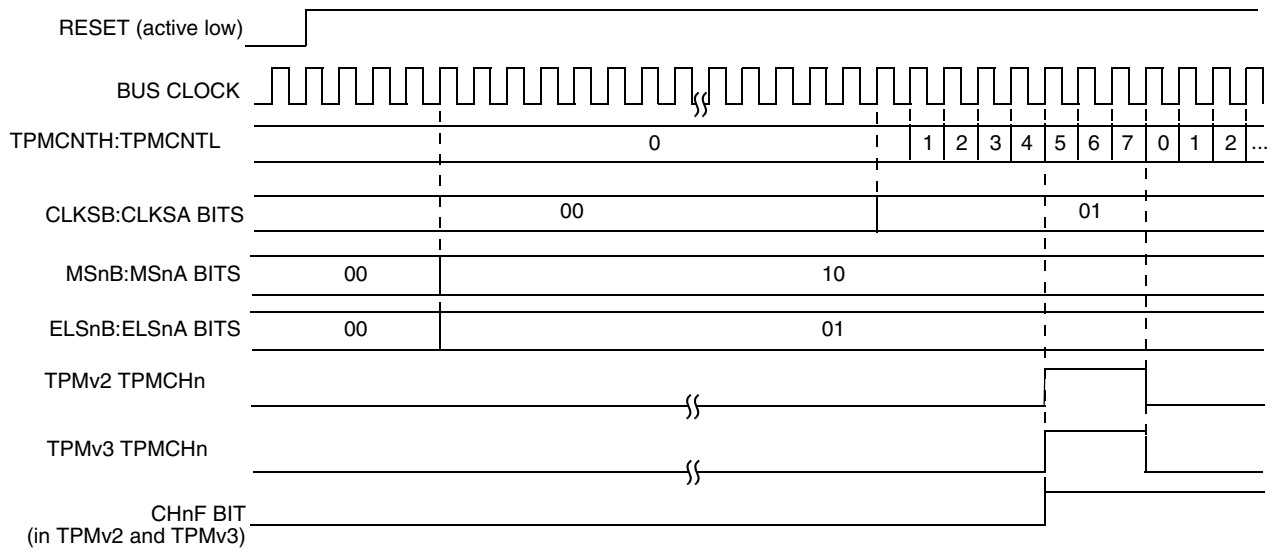 RESET (active low)
BUS CLOCK
TPMCNTH:TPMCNTL 0 1 2 3 4 5 6 7 0 1 2 ...
CLKSB:CLKSA BITS 00 01
MSnB:MSnA BITS 00 10
ELSnB:ELSnA BITS 00 01
TPMv2 TPMCHn
TPMv3 TPMCHn
CHnF BIT
(in TPMv2 and TPMv3)